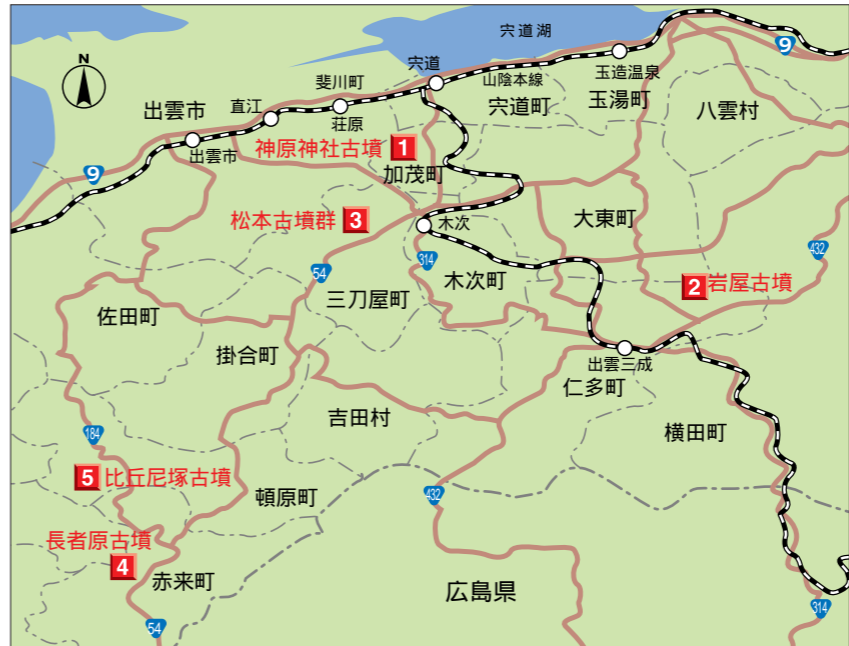 宍道湖
N
宍道
9
斐川町
山陰本線
玉造温泉
出雲市
直江
宍道町
玉湯町
八雲村
荘原
出雲市
神原神社古墳 1
加茂町
9
松本古墳群 3
木次
大東町
432
314
54
木次町
2 岩屋古墳
三刀屋町
佐田町
掛合町
出雲三成
仁多町
吉田村
横田町
184
5 比丘尼塚古墳
432
頓原町
長者原古墳
4
赤来町
広島県
54
314